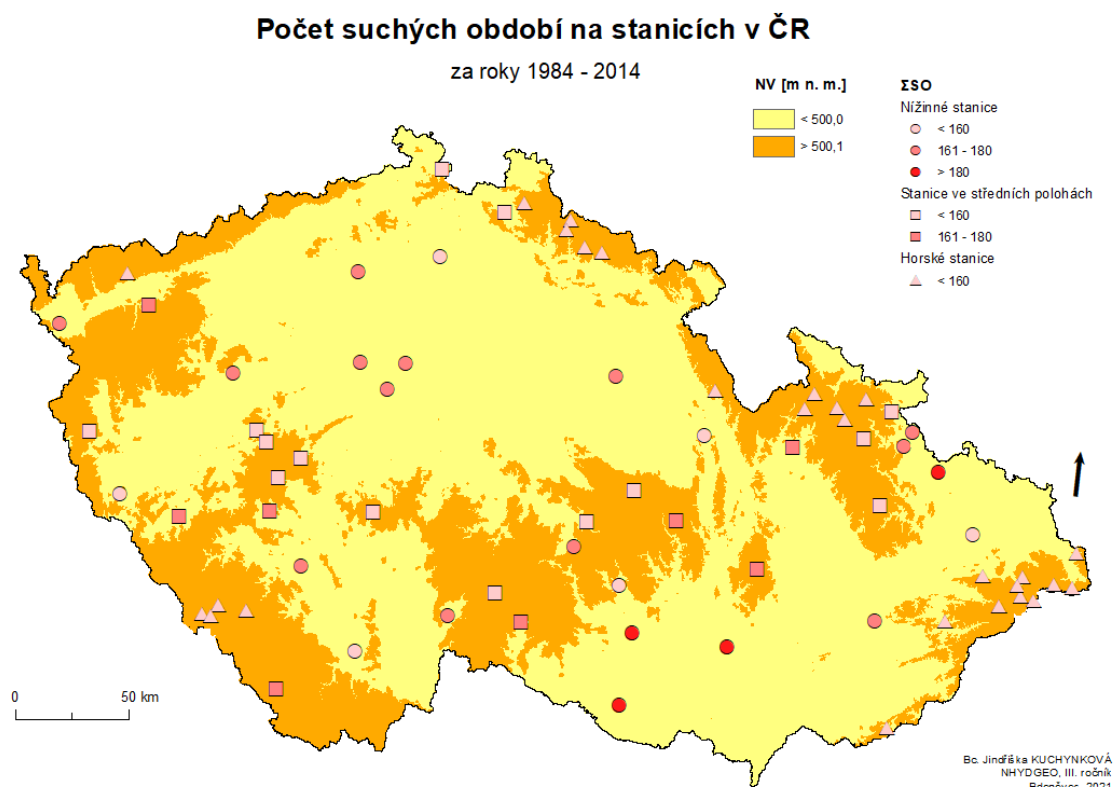 Počet suchých období na stanicích v ČR
za roky 1984 - 2014
NV [m n. m.]
< 500,0
> 500,1
ΣSO
Nížinné stanice
< 160
161 - 180
> 180
Stanice ve středních polohách
< 160
161 - 180
Horské stanice
< 160
0 50 km
Bc. Jindřiška KUCHYNKOVÁ
NHYDGEO, III. ročník
2021